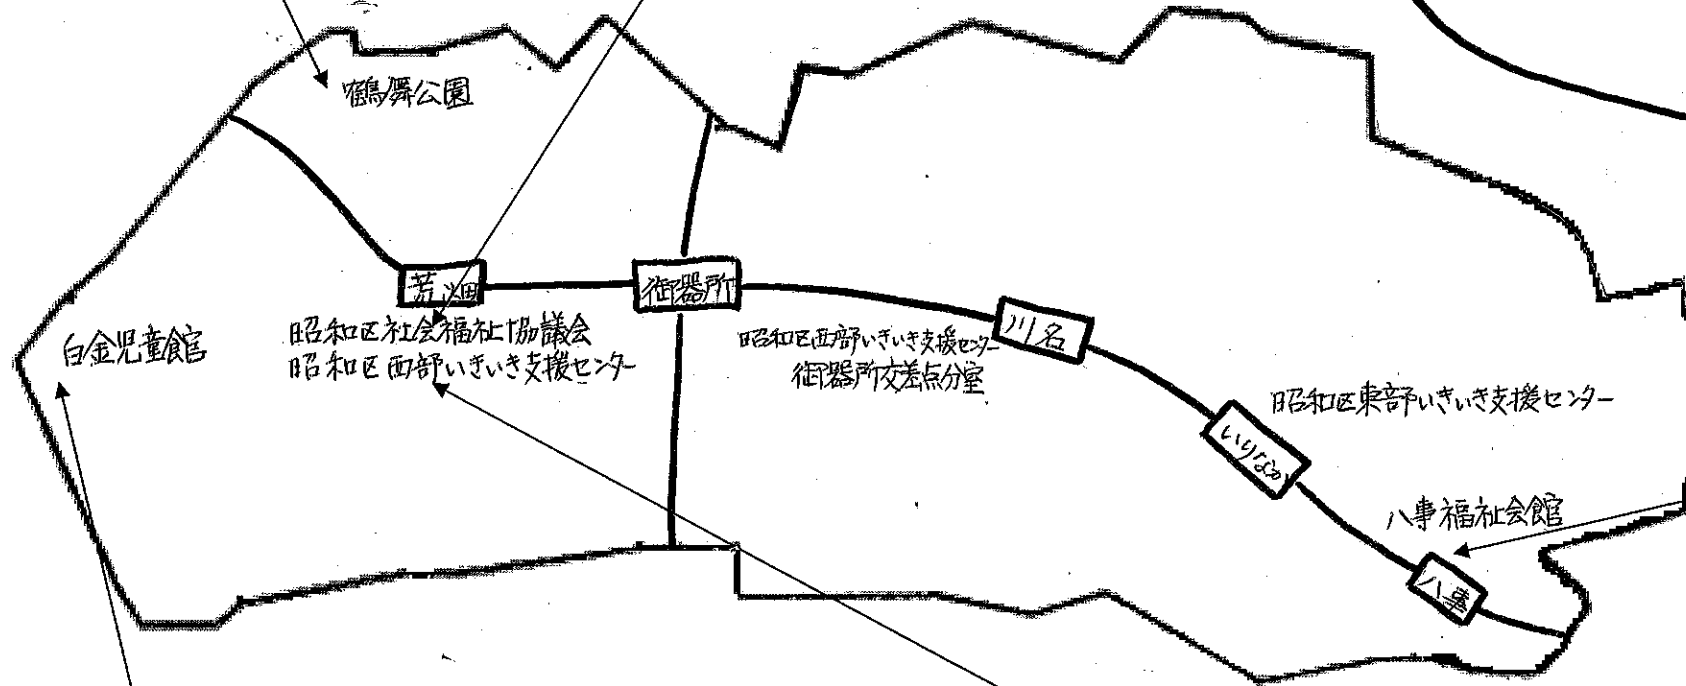 鶴舞公園
荒畑
御器所
川名
白金児童館
昭和区社会福祉協議会
昭和区西部いきいき支援センター
昭和区西部いきいき支援センター
御器所交差点分室
昭和区東部いきいき支援センター
いりなか
八事福祉会館
八事